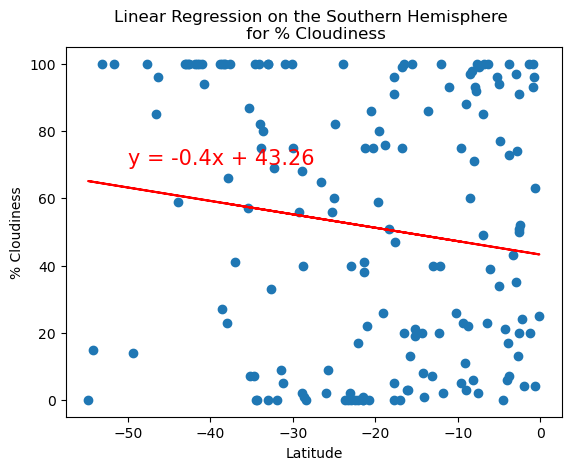 Linear Regression on the Southern Hemisphere
for % Cloudiness
100
80
y = -0.4x + 43.26
60
40
20
0
% Cloudiness
−50 −40 −30 −20 −10 0
Latitude